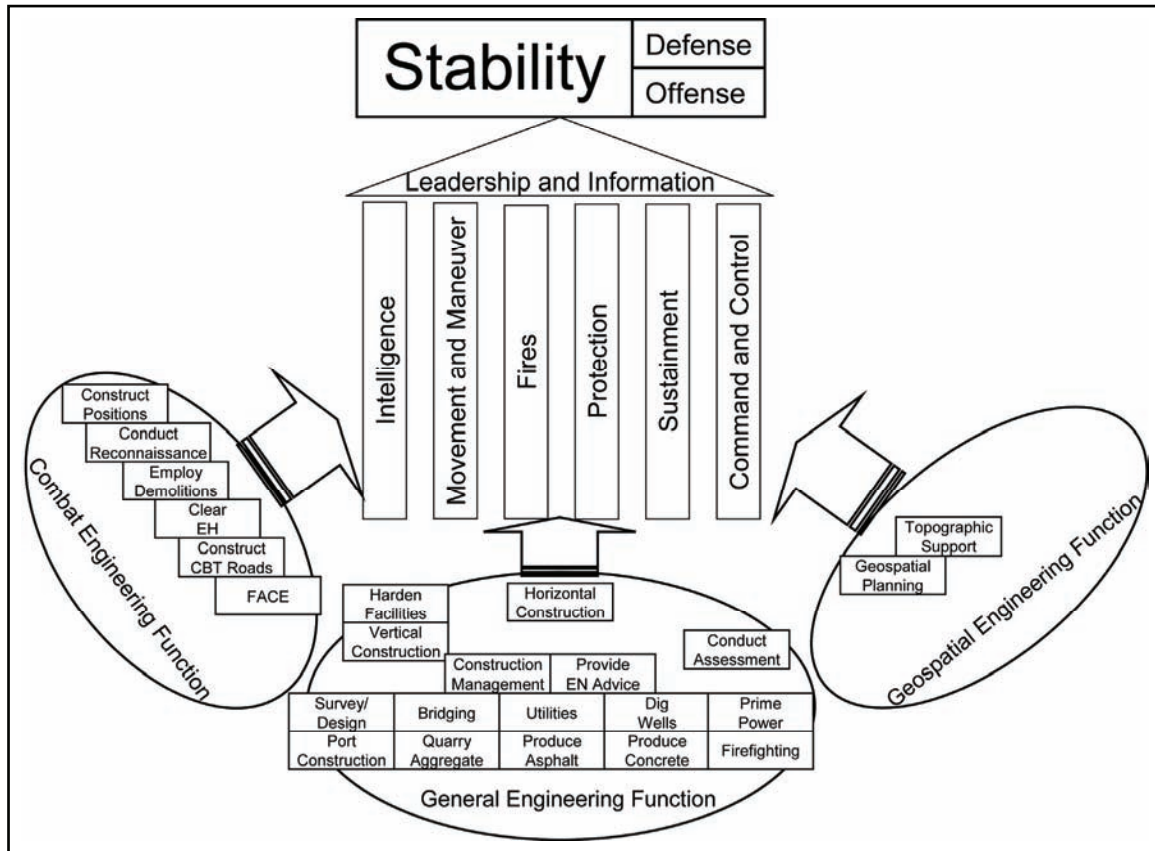 Stability
Defense
Offense
Leadership and Information
Intelligence
Movement and Maneuver
Fires
Protection
Sustainment
Command and Control
Construct
Positions
Conduct
Reconnaissance
Employ
Demolitions
Clear
EH
Construct
CBT Roads
FACE
Combat Engineering Function
Harden
Facilities
Vertical
Construction
Horizontal
Construction
Conduct
Assessment
Construction
Management
Provide
EN Advice
Survey/
Design
Bridging
Utilities
Dig
Wells
Prime
Power
Port
Construction
Quarry
Aggregate
Produce
Asphalt
Produce
Concrete
Firefighting
General Engineering Function
Topographic
Support
Geospatial
Planning
Geospatial Engineering Function